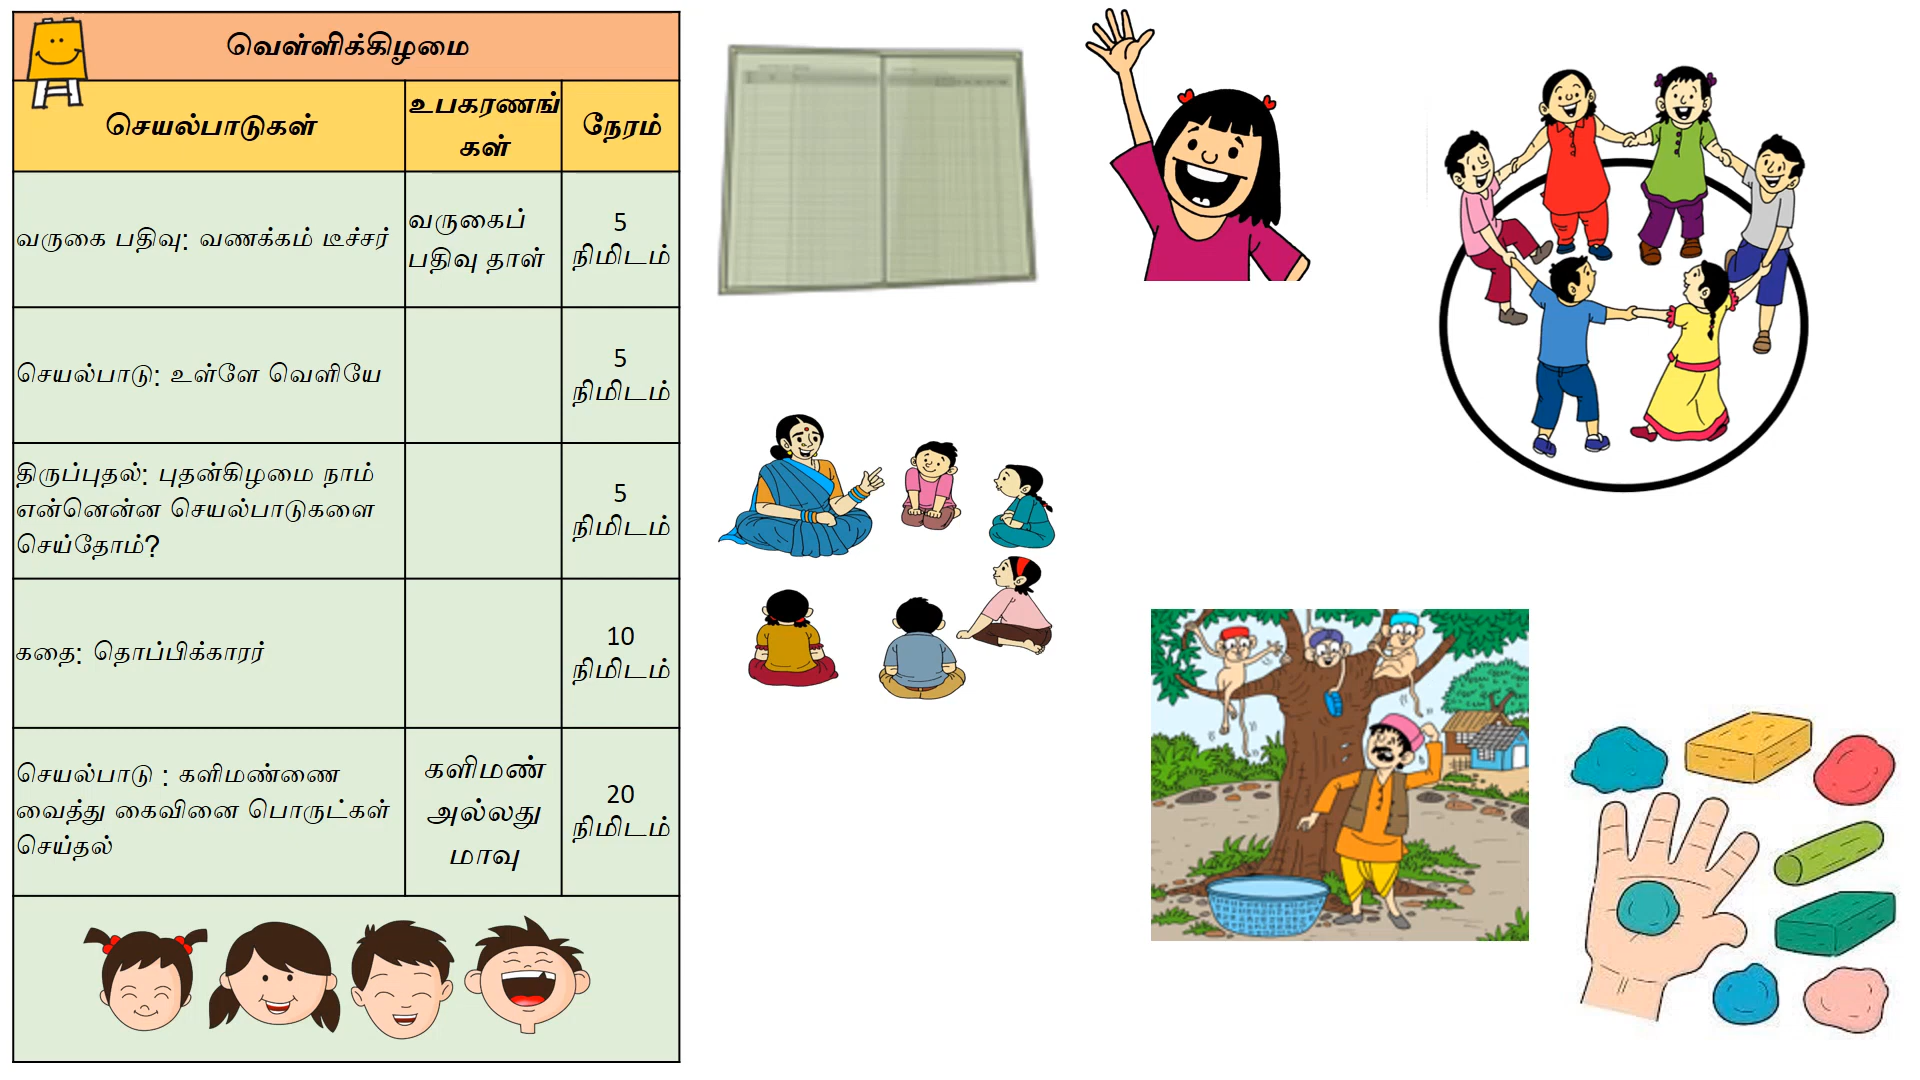 வெள்ளிக்கிழமை
செயல்பாடுகள்
உபகரணங்
கள்
நேரம்
வருகை பதிவு: வணக்கம் டீச்சர்
வருகைப்
பதிவு தாள்
5
நிமிடம்
செயல்பாடு: உள்ளே வெளியே
5
நிமிடம்
திருப்புதல்: புதன்கிழமை நாம்
என்னென்ன செயல்பாடுகளை
செய்தோம்?
5
நிமிடம்
கதை: தொப்பிக்காரர்
10
நிமிடம்
செயல்பாடு : களிமண்ணை
வைத்து கைவினை பொருட்கள்
செய்தல்
களிமண்
அல்லது
மாவு
20
நிமிடம்